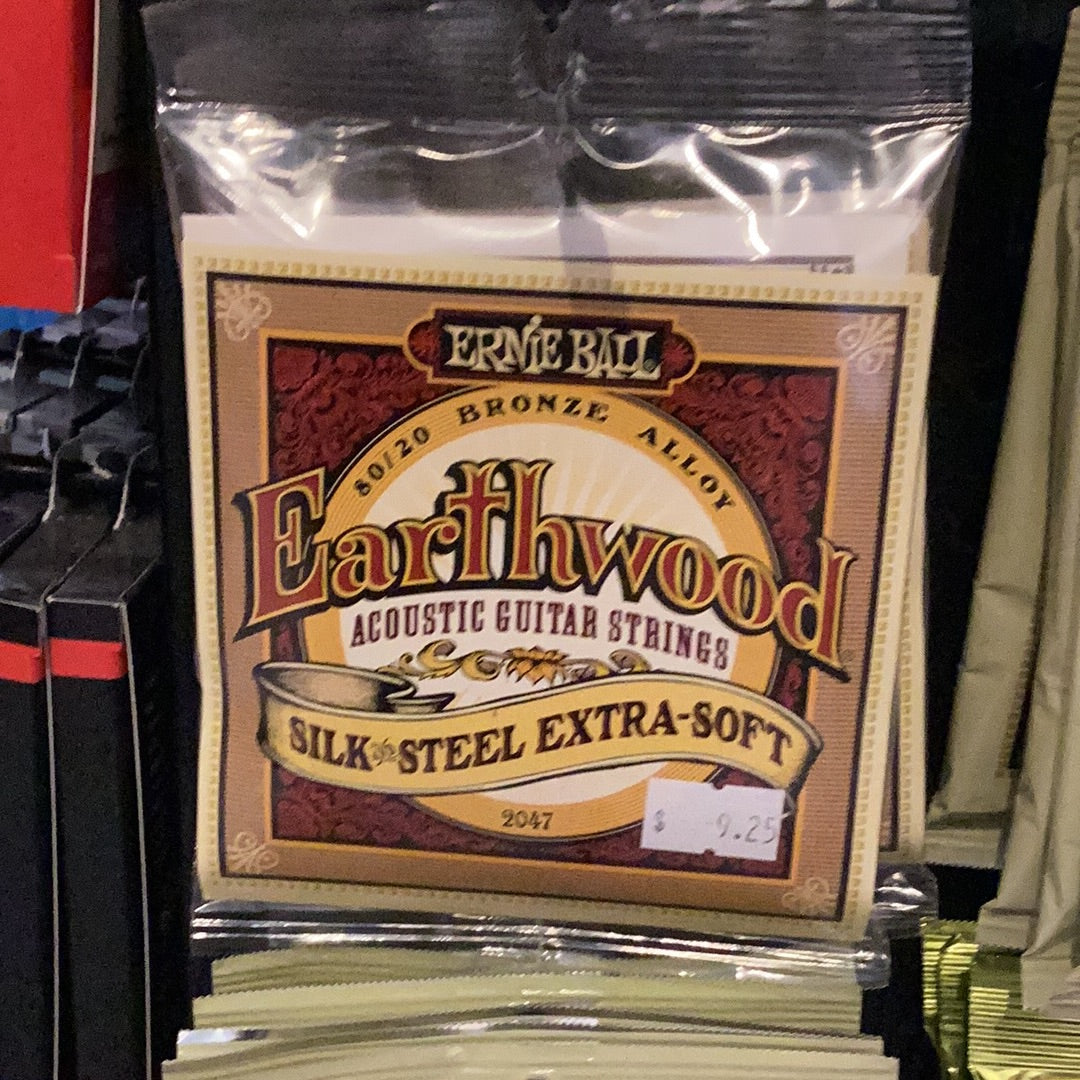 ERNIE BALL
80/20 BRONZE ALLOY
Earthwood
ACOUSTIC GUITAR STRINGS
SILK & STEEL EXTRA-SOFT
2047
$ 9.25